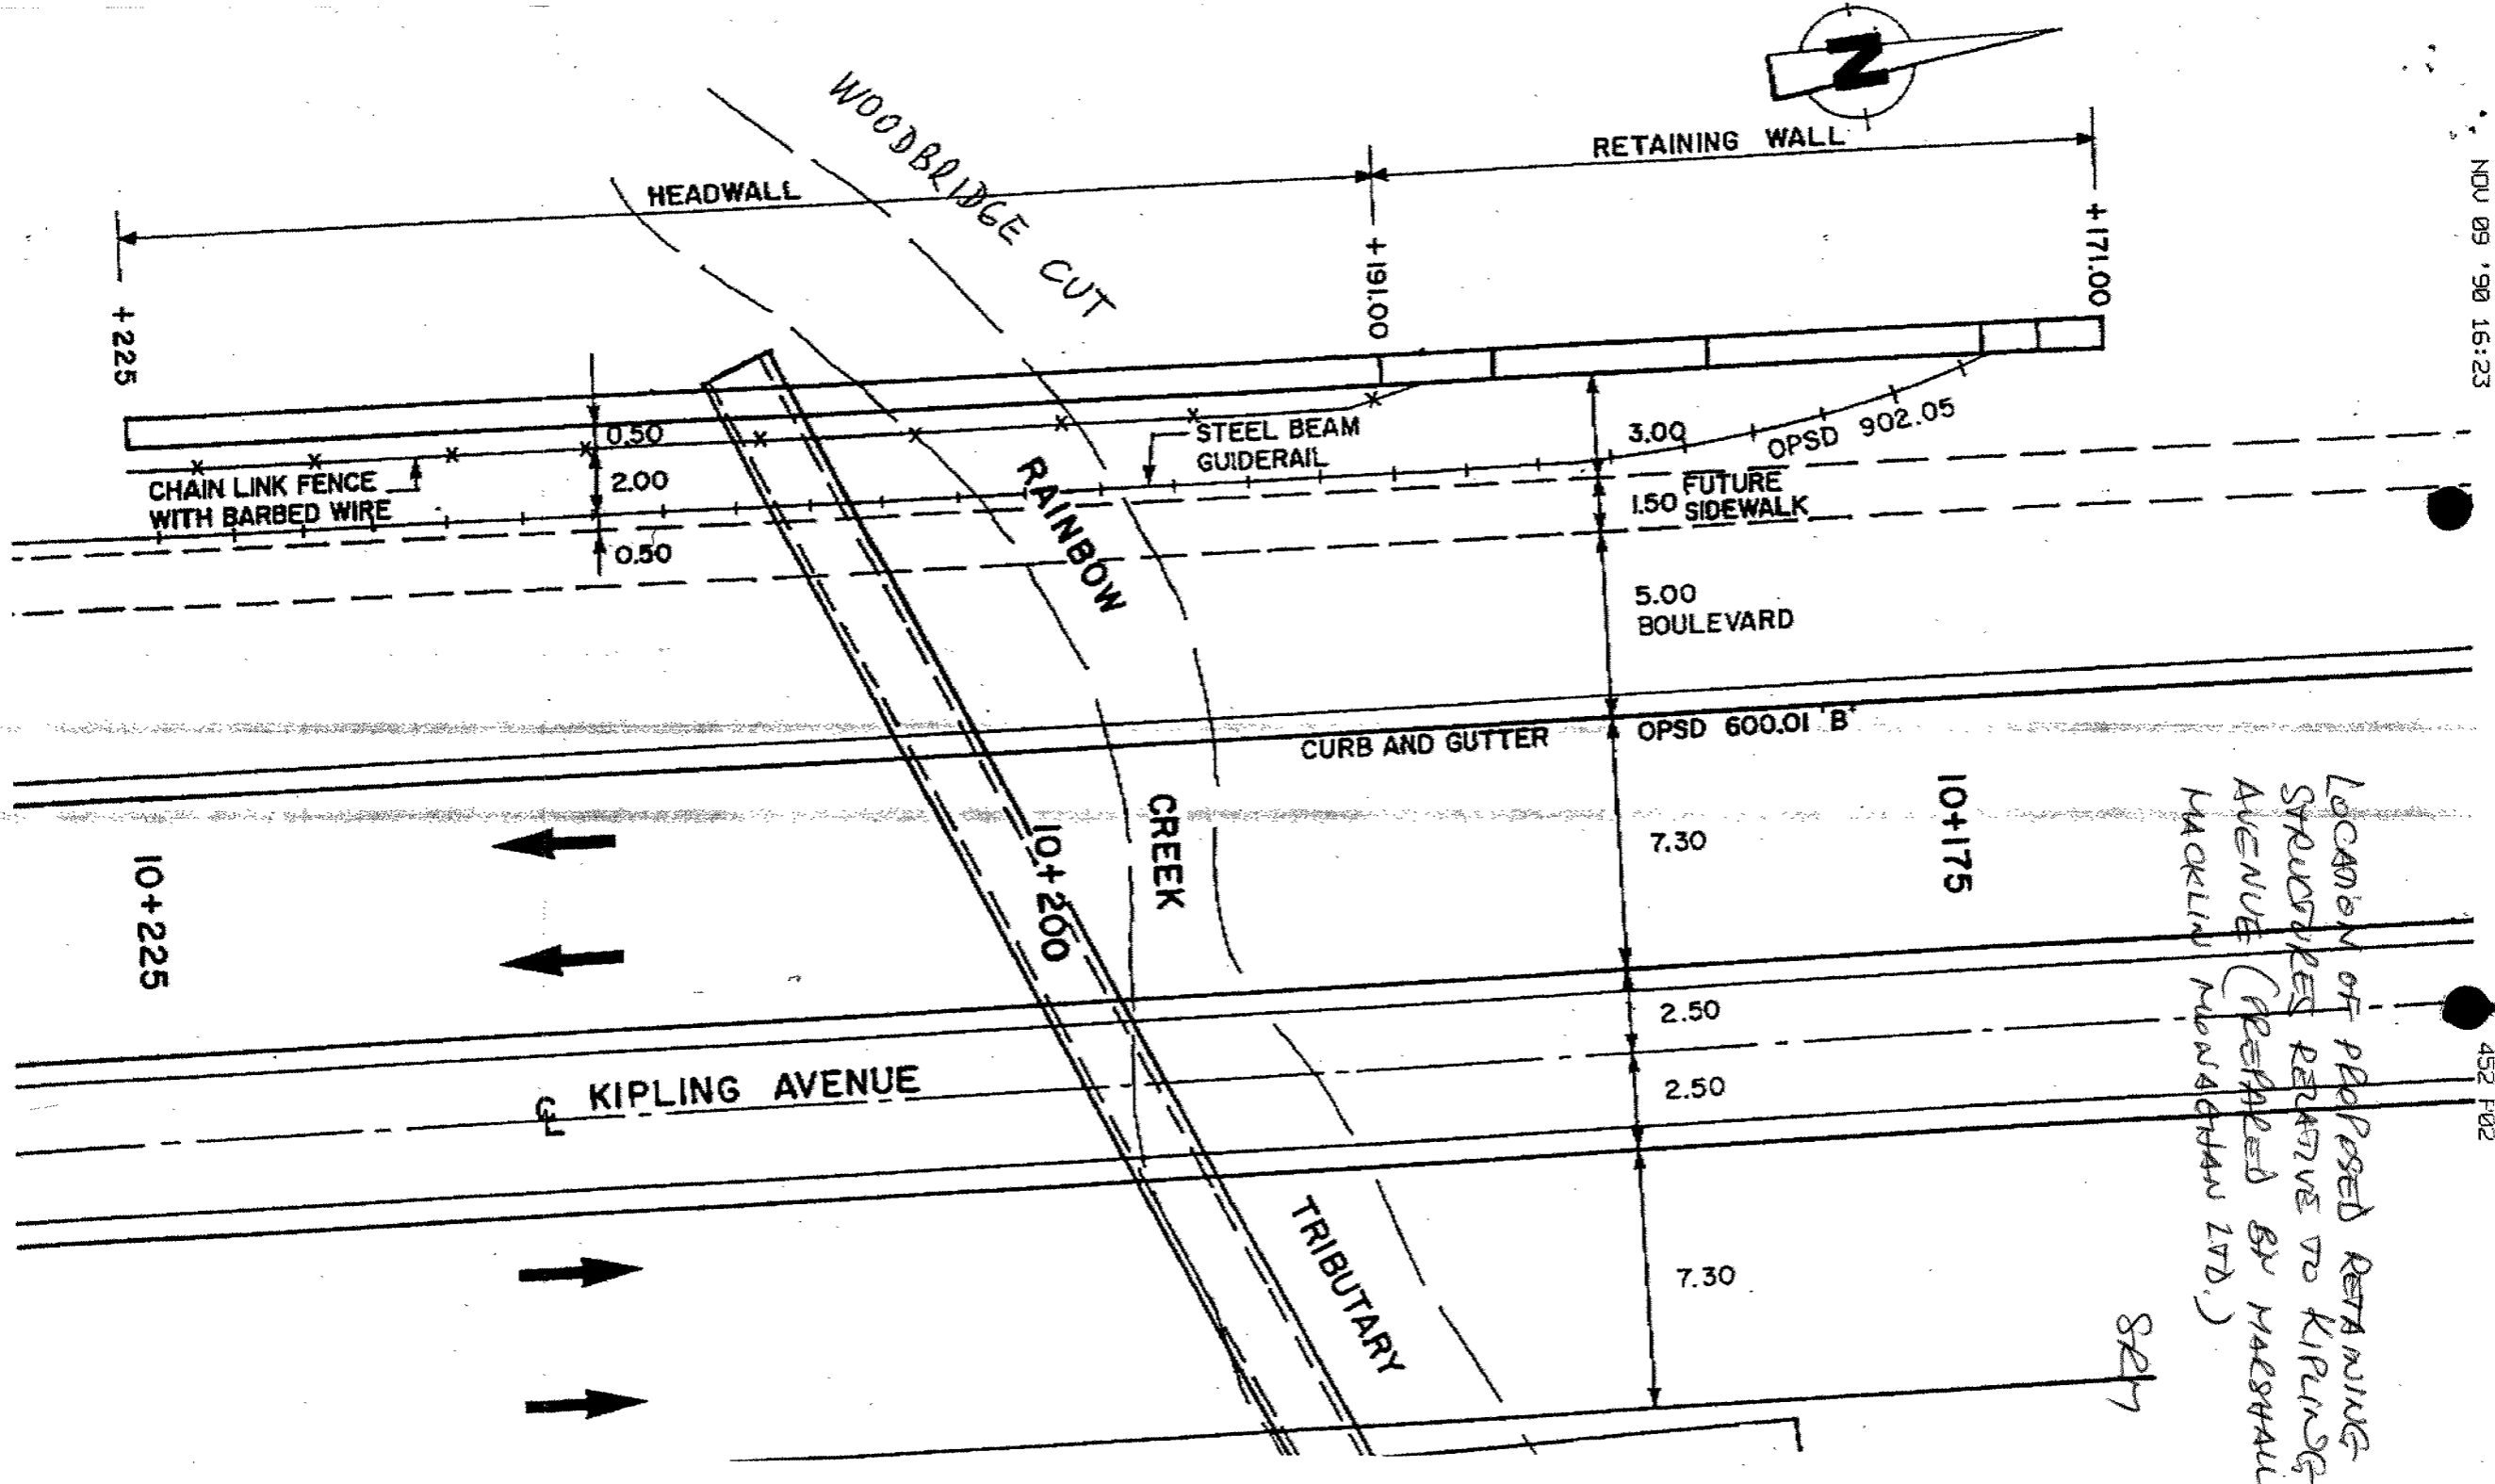 N
RETAINING WALL
HEADWALL
WOODBRIDGE CUT
+225
+191.00
+171.00
0.50
2.00
0.50
CHAIN LINK FENCE
WITH BARBED WIRE
STEEL BEAM
GUIDERAIL
3.00
OPSD 902.05
FUTURE
SIDEWALK
1.50
RAINBOW
5.00
BOULEVARD
CURB AND GUTTER
OPSD 600.01 'B'
CREEK
7.30
10+225
10+200
10+175
2.50
2.50
℄ KIPLING AVENUE
TRIBUTARY
7.30
LOCATION OF PROPOSED RETAINING
STRUCTURES RELATIVE TO KIPLING
AVENUE (PREPARED BY MARSHALL
MACKLIN MONAGHAN LTD.)
NOV 09 '90 16:23
452 P02